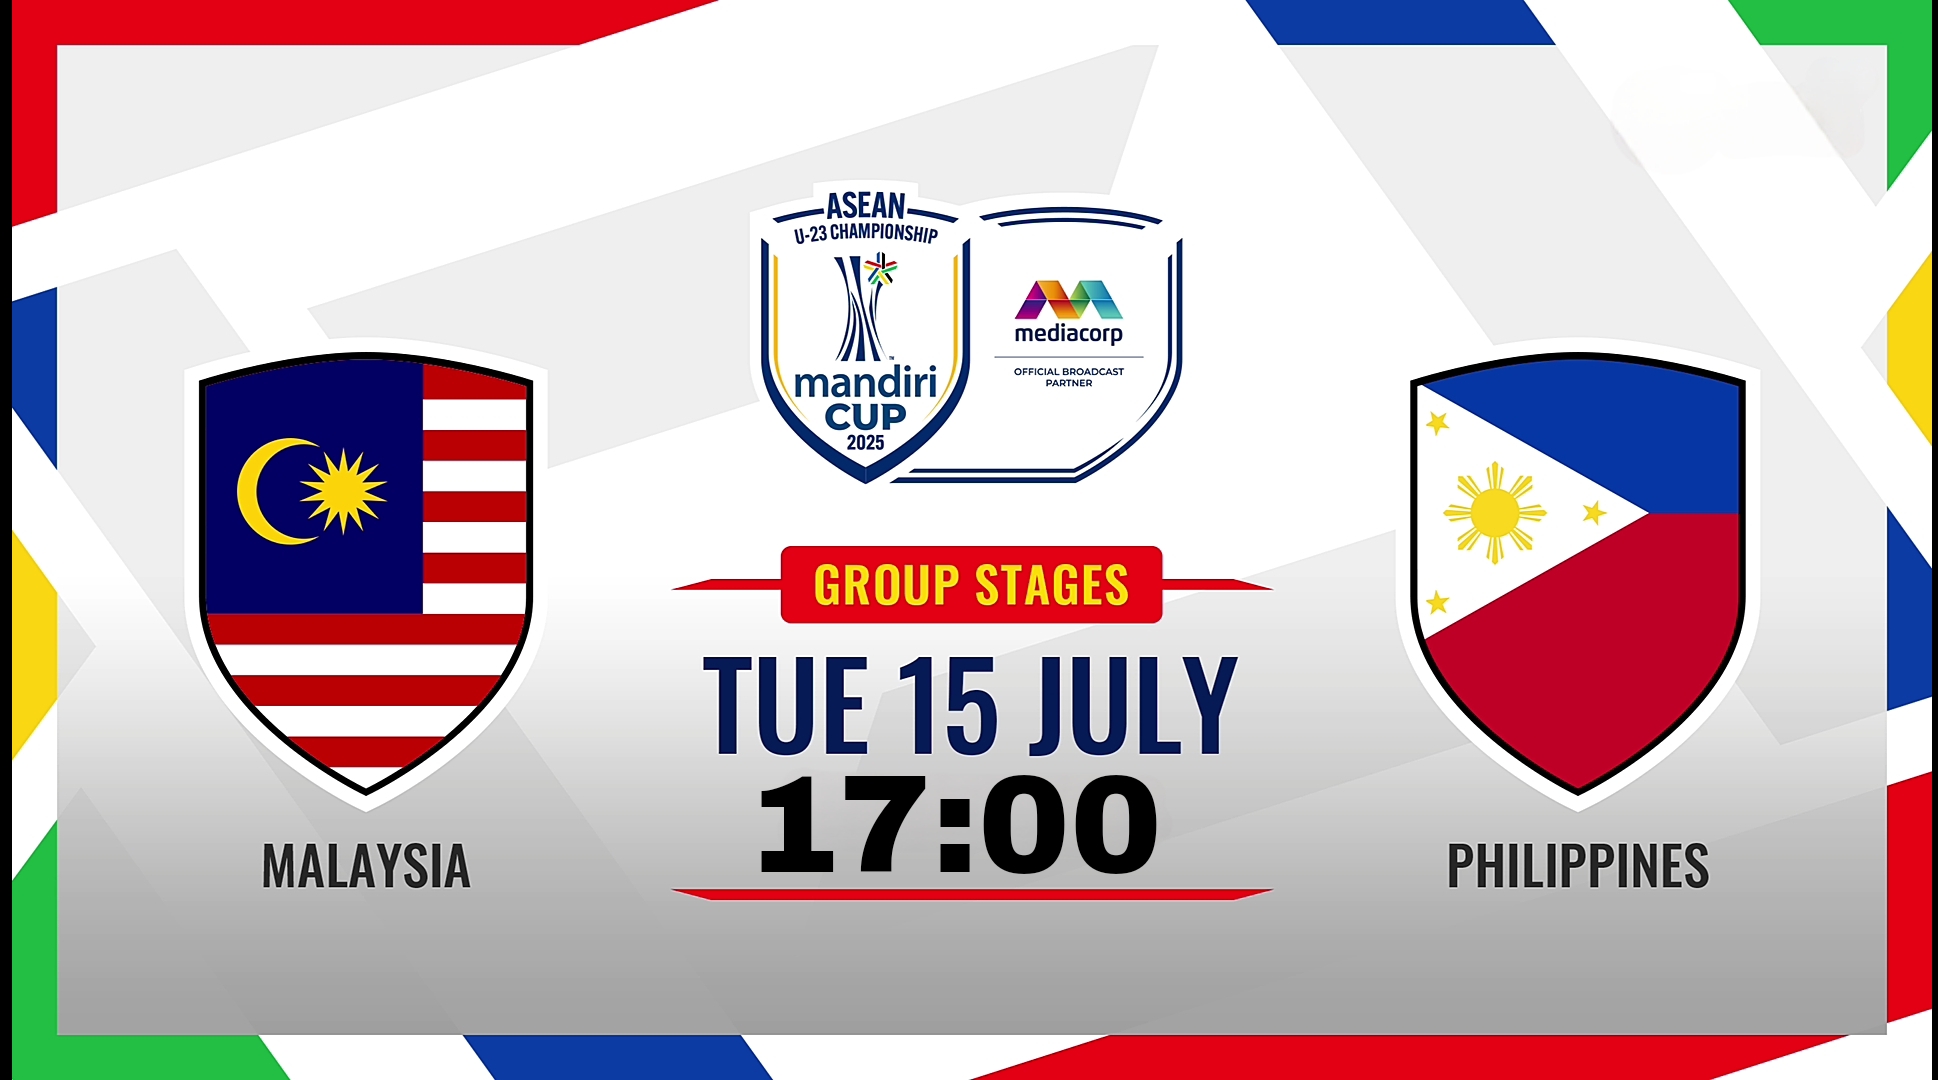 ASEAN
U-23 CHAMPIONSHIP
mandiri
CUP
2025
mediacorp
OFFICIAL BROADCAST
PARTNER
GROUP STAGES
TUE 15 JULY
17:00
MALAYSIA
PHILIPPINES